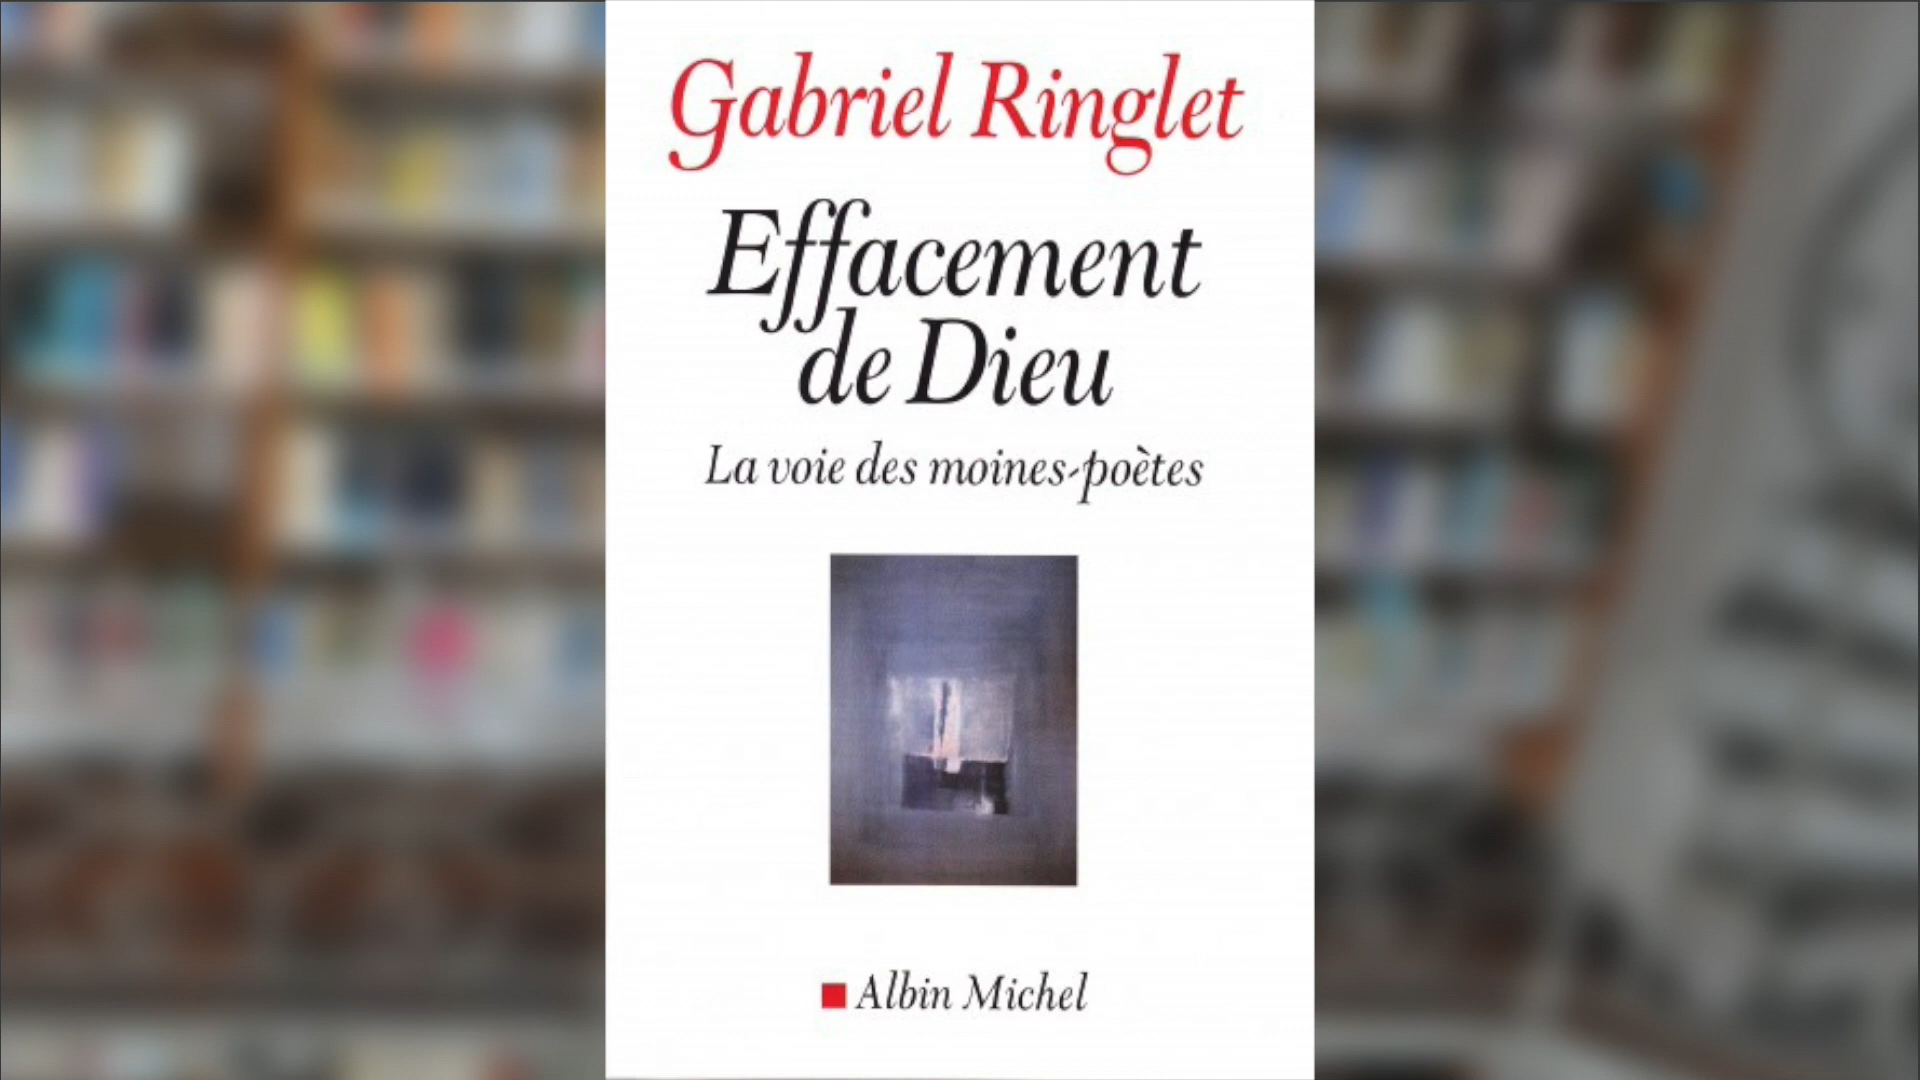 Gabriel Ringlet
Effacement
de Dieu
La voie des moines-poètes
Albin Michel